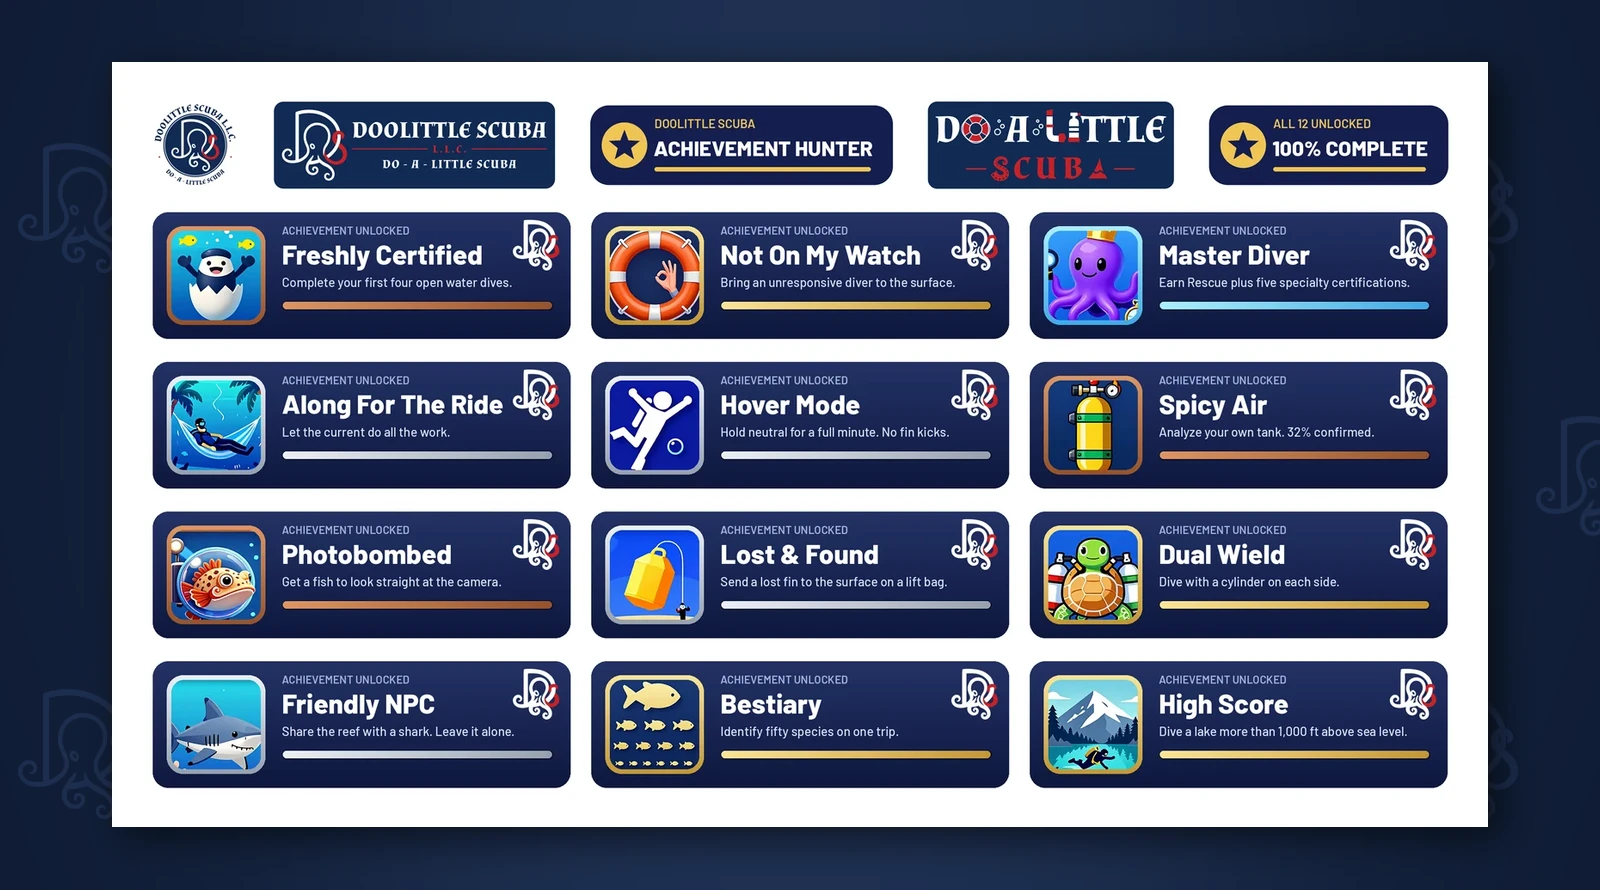 DOOLITTLE SCUBA L.L.C.
DO - A - LITTLE SCUBA
DOOLITTLE SCUBA
L.L.C.
DO - A - LITTLE SCUBA
DOOLITTLE SCUBA
ACHIEVEMENT HUNTER
DO·A·LITTLE
SCUBA
ALL 12 UNLOCKED
100% COMPLETE
ACHIEVEMENT UNLOCKED
Freshly Certified
Complete your first four open water dives.
ACHIEVEMENT UNLOCKED
Not On My Watch
Bring an unresponsive diver to the surface.
ACHIEVEMENT UNLOCKED
Master Diver
Earn Rescue plus five specialty certifications.
ACHIEVEMENT UNLOCKED
Along For The Ride
Let the current do all the work.
ACHIEVEMENT UNLOCKED
Hover Mode
Hold neutral for a full minute. No fin kicks.
ACHIEVEMENT UNLOCKED
Spicy Air
Analyze your own tank. 32% confirmed.
ACHIEVEMENT UNLOCKED
Photobombed
Get a fish to look straight at the camera.
ACHIEVEMENT UNLOCKED
Lost & Found
Send a lost fin to the surface on a lift bag.
ACHIEVEMENT UNLOCKED
Dual Wield
Dive with a cylinder on each side.
ACHIEVEMENT UNLOCKED
Friendly NPC
Share the reef with a shark. Leave it alone.
ACHIEVEMENT UNLOCKED
Bestiary
Identify fifty species on one trip.
ACHIEVEMENT UNLOCKED
High Score
Dive a lake more than 1,000 ft above sea level.